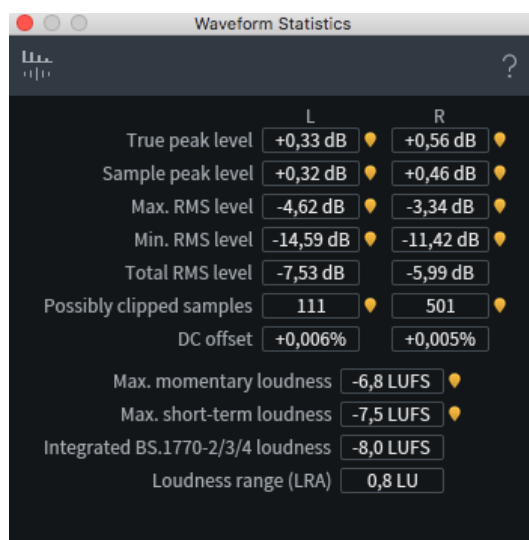 Waveform Statistics
?
L R
True peak level +0,33 dB +0,56 dB
Sample peak level +0,32 dB +0,46 dB
Max. RMS level -4,62 dB -3,34 dB
Min. RMS level -14,59 dB -11,42 dB
Total RMS level -7,53 dB -5,99 dB
Possibly clipped samples 111 501
DC offset +0,006% +0,005%
Max. momentary loudness -6,8 LUFS
Max. short-term loudness -7,5 LUFS
Integrated BS.1770-2/3/4 loudness -8,0 LUFS
Loudness range (LRA) 0,8 LU